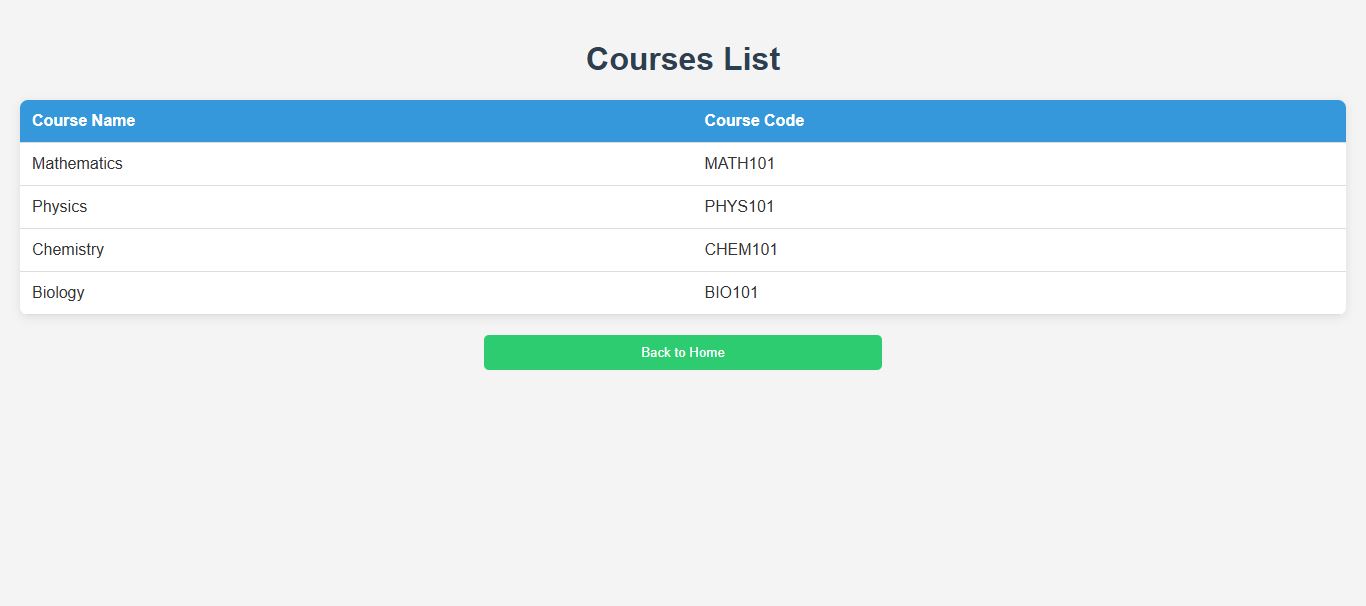 Courses List
Course Name Course Code
Mathematics MATH101
Physics PHYS101
Chemistry CHEM101
Biology BIO101
Back to Home